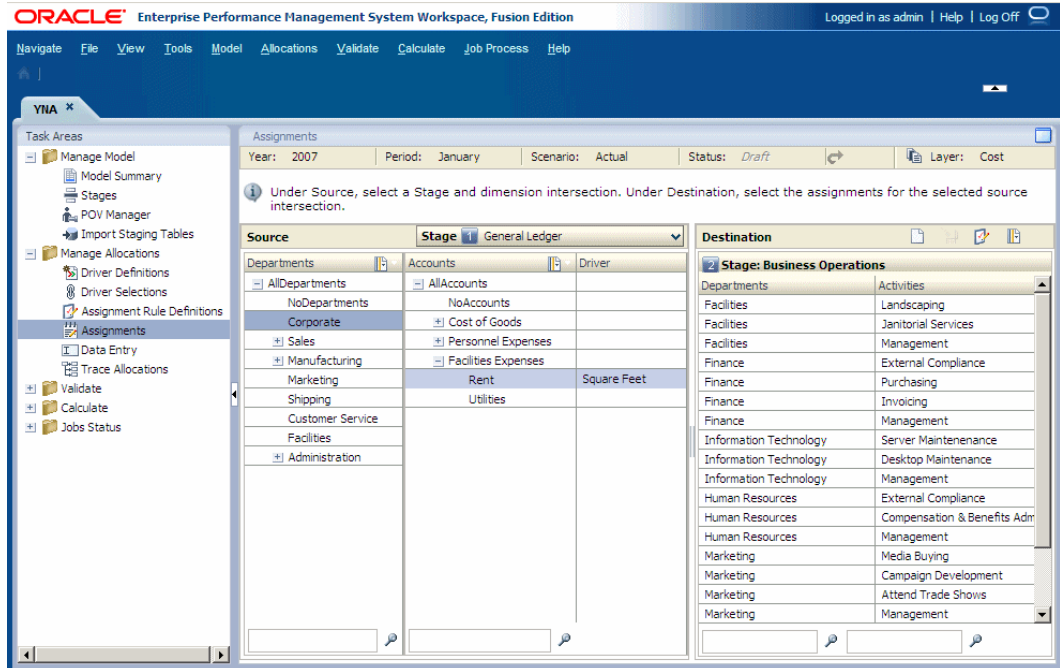 ORACLE Enterprise Performance Management System Workspace, Fusion Edition
Logged in as admin | Help | Log Off
Navigate File View Tools Model Allocations Validate Calculate Job Process Help
YNA
Task Areas
Manage Model
Model Summary
Stages
POV Manager
Import Staging Tables
Manage Allocations
Driver Definitions
Driver Selections
Assignment Rule Definitions
Assignments
Data Entry
Trace Allocations
Validate
Calculate
Jobs Status
Assignments
Year: 2007 Period: January Scenario: Actual Status: Draft Layer: Cost
Under Source, select a Stage and dimension intersection. Under Destination, select the assignments for the selected source
intersection.
Source Stage 1 General Ledger
Departments Accounts Driver
AllDepartments AllAccounts
NoDepartments NoAccounts
Corporate Cost of Goods
Sales Personnel Expenses
Manufacturing Facilities Expenses
Marketing Rent Square Feet
Shipping Utilities
Customer Service
Facilities
Administration
Destination
2 Stage: Business Operations
Departments Activities
Facilities Landscaping
Facilities Janitorial Services
Facilities Management
Finance External Compliance
Finance Purchasing
Finance Invoicing
Finance Management
Information Technology Server Maintenenance
Information Technology Desktop Maintenance
Information Technology Management
Human Resources External Compliance
Human Resources Compensation & Benefits Adm
Human Resources Management
Marketing Media Buying
Marketing Campaign Development
Marketing Attend Trade Shows
Marketing Management